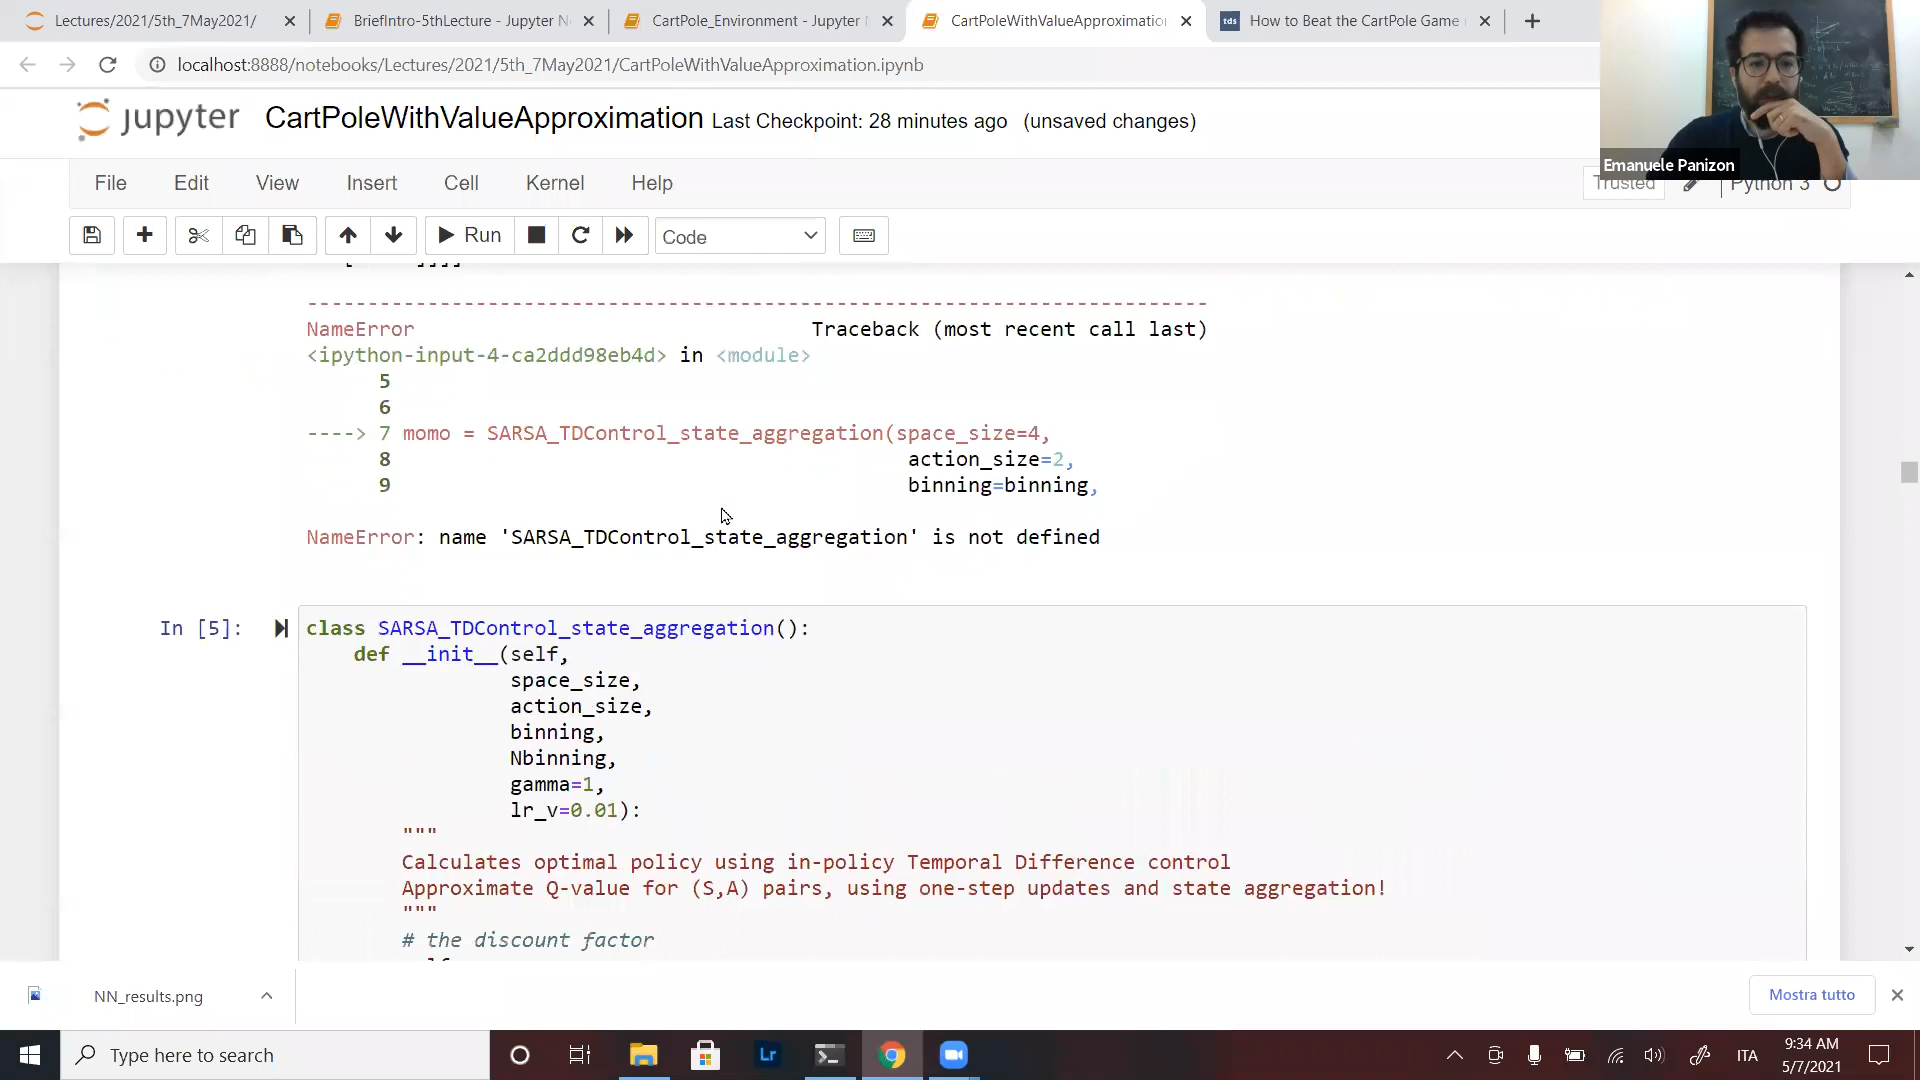 Lectures/2021/5th_7May2021/
BriefIntro-5thLecture - Jupyter N
CartPole_Environment - Jupyter
CartPoleWithValueApproximatio
tds How to Beat the CartPole Game
localhost:8888/notebooks/Lectures/2021/5th_7May2021/CartPoleWithValueApproximation.ipynb
jupyter CartPoleWithValueApproximation Last Checkpoint: 28 minutes ago (unsaved changes)
Emanuele Panizon
File Edit View Insert Cell Kernel Help Trusted Python 3
Run Code
--------------------------------------------------------------------------- 
NameError Traceback (most recent call last)
<ipython-input-4-ca2ddd98eb4d> in <module>
5
6
----> 7 momo = SARSA_TDControl_state_aggregation(space_size=4,
8 action_size=2,
9 binning=binning,
NameError: name 'SARSA_TDControl_state_aggregation' is not defined
In [5]: class SARSA_TDControl_state_aggregation():
def __init__(self,
space_size,
action_size,
binning,
Nbinning,
gamma=1,
lr_v=0.01):
"""
Calculates optimal policy using in-policy Temporal Difference control
Approximate Q-value for (S,A) pairs, using one-step updates and state aggregation!
"""
# the discount factor
NN_results.png
Mostra tutto
Type here to search
Lr
ITA
9:34 AM
5/7/2021